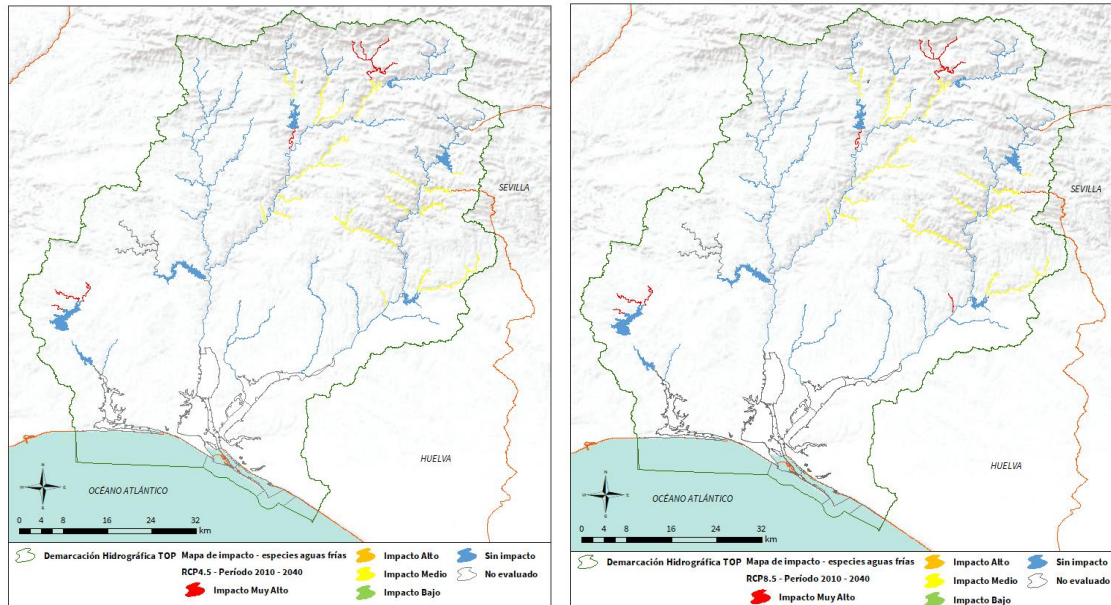 SEVILLA
HUELVA
OCÉANO ATLÁNTICO
N
W E
S
0 4 8 16 24 32
km
Demarcación Hidrográfica TOP
Mapa de impacto - especies aguas frías
RCP4.5 - Período 2010 - 2040
Impacto Muy Alto
Impacto Alto
Impacto Medio
Impacto Bajo
Sin impacto
No evaluado
SEVILLA
HUELVA
OCÉANO ATLÁNTICO
N
W E
S
0 4 8 16 24 32
km
Demarcación Hidrográfica TOP
Mapa de impacto - especies aguas frías
RCP8.5 - Período 2010 - 2040
Impacto Muy Alto
Impacto Alto
Impacto Medio
Impacto Bajo
Sin impacto
No evaluado